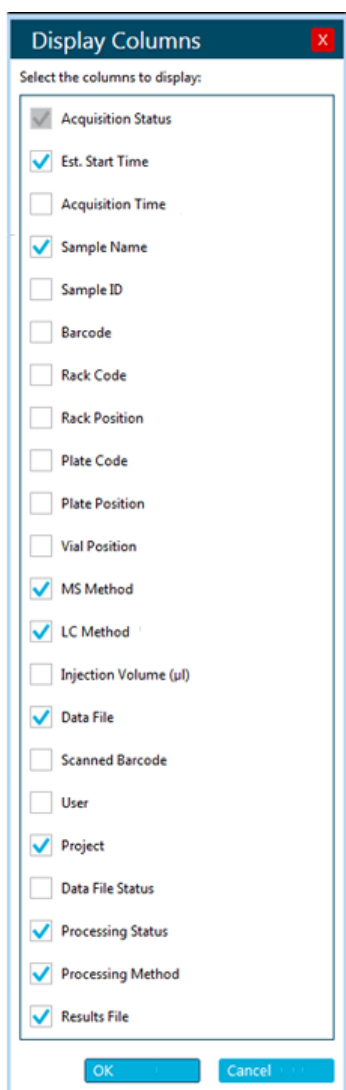 Display Columns
X
Select the columns to display:
Acquisition Status
Est. Start Time
Acquisition Time
Sample Name
Sample ID
Barcode
Rack Code
Rack Position
Plate Code
Plate Position
Vial Position
MS Method
LC Method
Injection Volume (µl)
Data File
Scanned Barcode
User
Project
Data File Status
Processing Status
Processing Method
Results File
OK Cancel